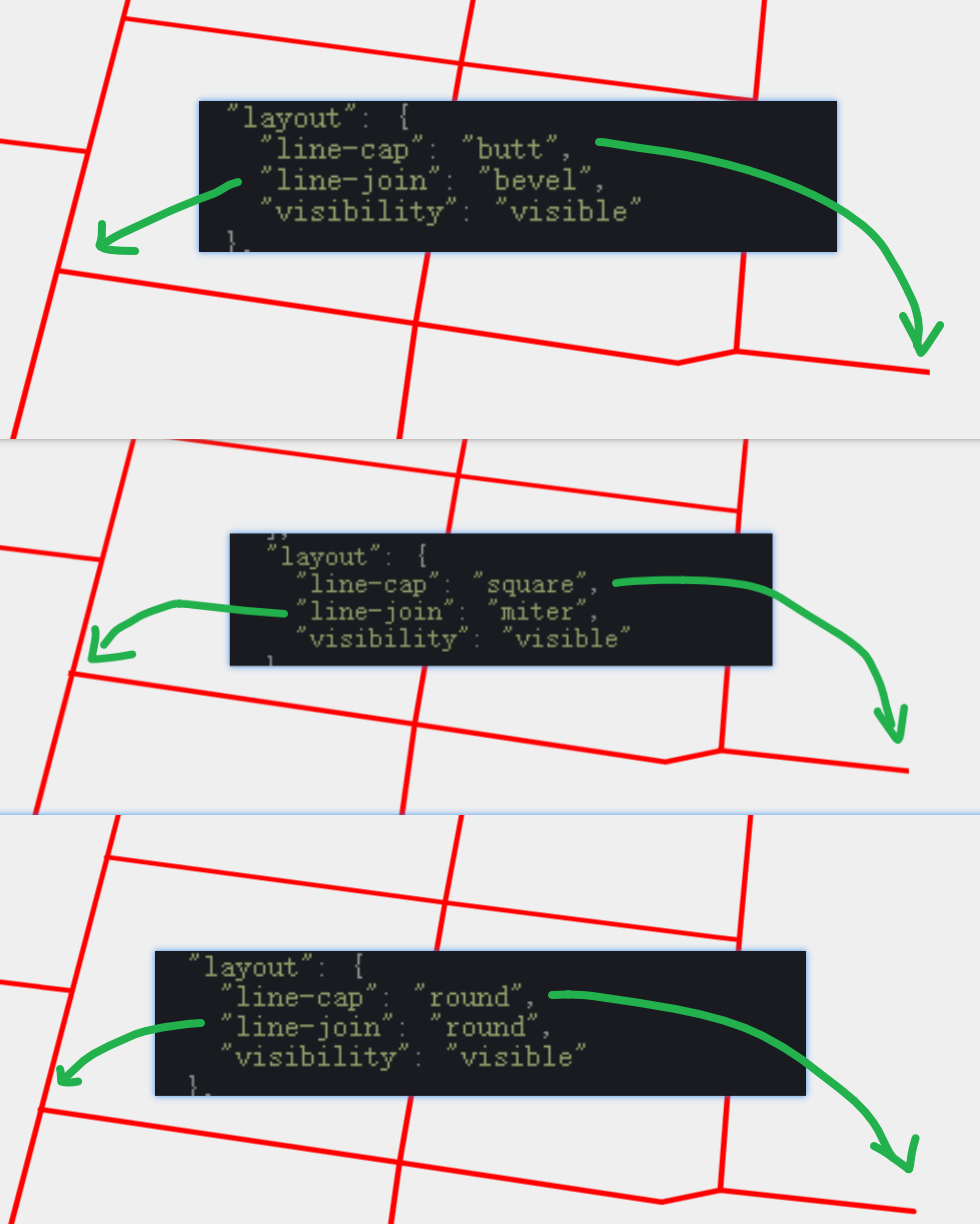 "layout": {
"line-cap": "butt",
"line-join": "bevel",
"visibility": "visible"
},
"layout": {
"line-cap": "square",
"line-join": "miter",
"visibility": "visible"
"layout": {
"line-cap": "round",
"line-join": "round",
"visibility": "visible"
},